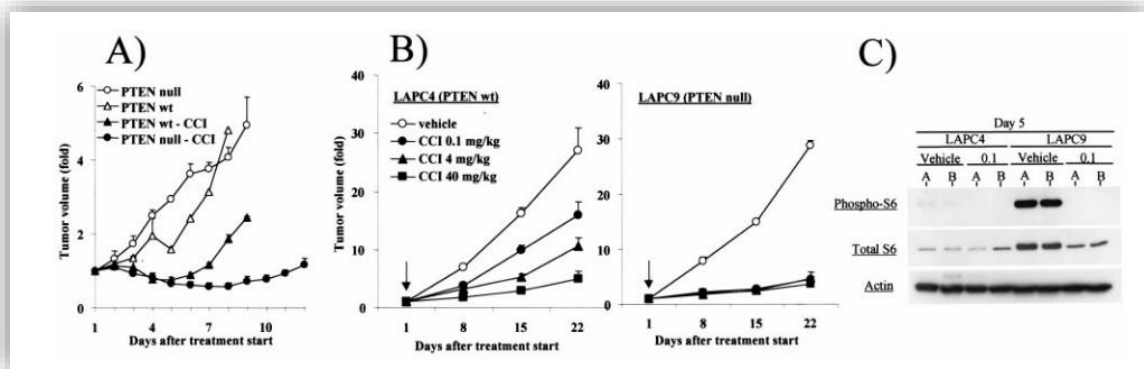 A)
PTEN null
PTEN wt
PTEN wt - CCI
PTEN null - CCI
Tumor volume (fold)
6
4
2
0
1 4 7 10
Days after treatment start
B)
LAPC4 (PTEN wt)
vehicle
CCI 0.1 mg/kg
CCI 4 mg/kg
CCI 40 mg/kg
Tumor volume (fold)
40
30
20
10
0
1 8 15 22
Days after treatment start
LAPC9 (PTEN null)
40
30
20
10
0
1 8 15 22
Days after treatment start
C)
Day 5
LAPC4 LAPC9
Vehicle 0.1 Vehicle 0.1
A B A B A B A B
Phospho-S6
Total S6
Actin